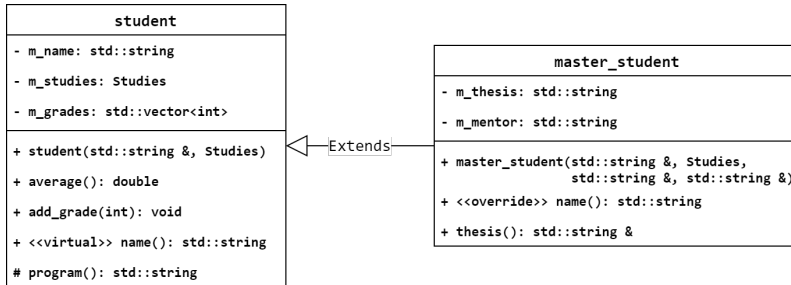 student
- m_name: std::string
- m_studies: Studies
- m_grades: std::vector<int>
+ student(std::string &, Studies)
+ average(): double
+ add_grade(int): void
+ <<virtual>> name(): std::string
# program(): std::string
Extends
master_student
- m_thesis: std::string
- m_mentor: std::string
+ master_student(std::string &, Studies,
std::string &, std::string &)
+ <<override>> name(): std::string
+ thesis(): std::string &